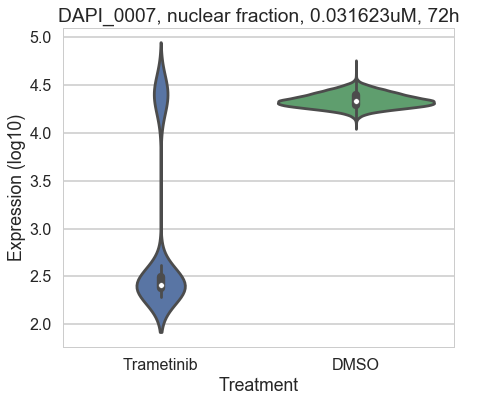 DAPI_0007, nuclear fraction, 0.031623uM, 72h
5.0
4.5
4.0
3.5
3.0
2.5
2.0
Expression (log10)
Trametinib DMSO
Treatment